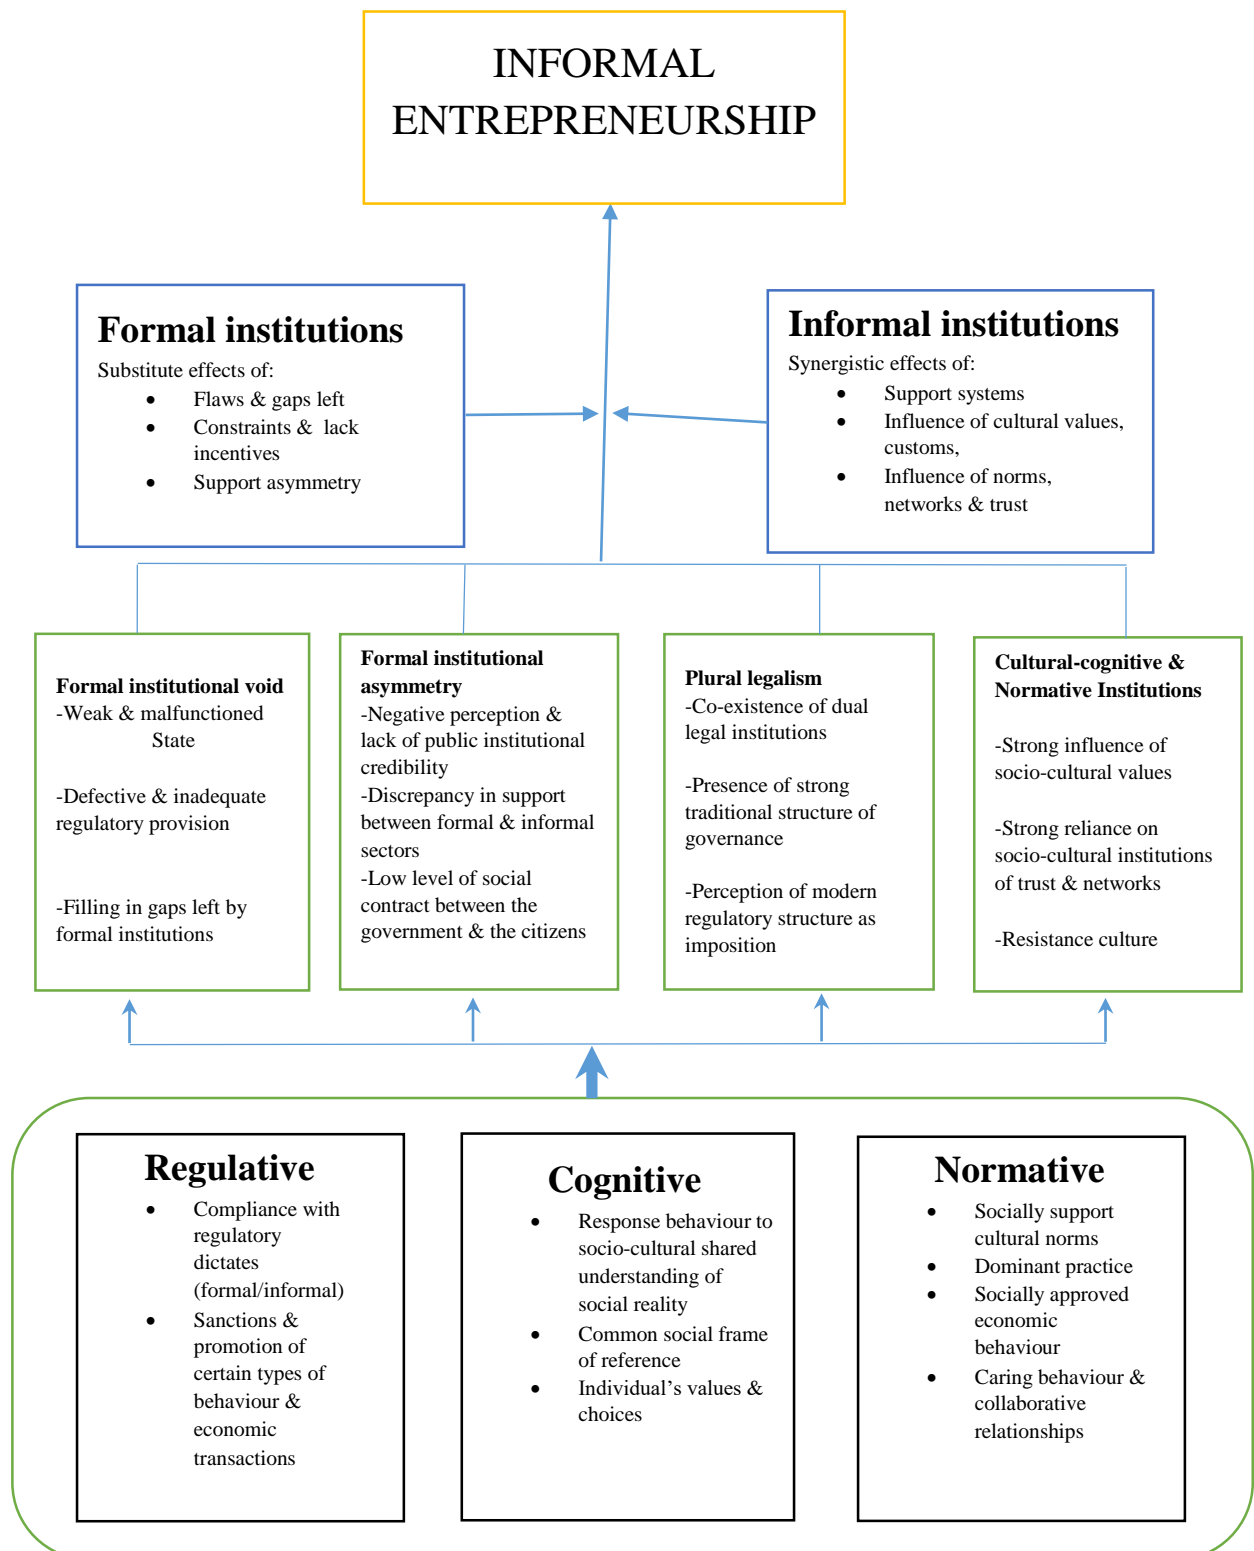 INFORMAL
ENTREPRENEURSHIP
Formal institutions
Substitute effects of:
• Flaws & gaps left
• Constraints & lack
incentives
• Support asymmetry
Informal institutions
Synergistic effects of:
• Support systems
• Influence of cultural values,
customs,
• Influence of norms,
networks & trust
Formal institutional void
-Weak & malfunctioned
State
-Defective & inadequate
regulatory provision
-Filling in gaps left by
formal institutions
Formal institutional
asymmetry
-Negative perception &
lack of public institutional
credibility
-Discrepancy in support
between formal & informal
sectors
-Low level of social
contract between the
government & the citizens
Plural legalism
-Co-existence of dual
legal institutions
-Presence of strong
traditional structure of
governance
-Perception of modern
regulatory structure as
imposition
Cultural-cognitive &
Normative Institutions
-Strong influence of
socio-cultural values
-Strong reliance on
socio-cultural institutions
of trust & networks
-Resistance culture
Regulative
• Compliance with
regulatory
dictates
(formal/informal)
• Sanctions &
promotion of
certain types of
behaviour &
economic
transactions
Cognitive
• Response behaviour to
socio-cultural shared
understanding of
social reality
• Common social frame
of reference
• Individual’s values &
choices
Normative
• Socially support
cultural norms
• Dominant practice
• Socially approved
economic
behaviour
• Caring behaviour &
collaborative
relationships